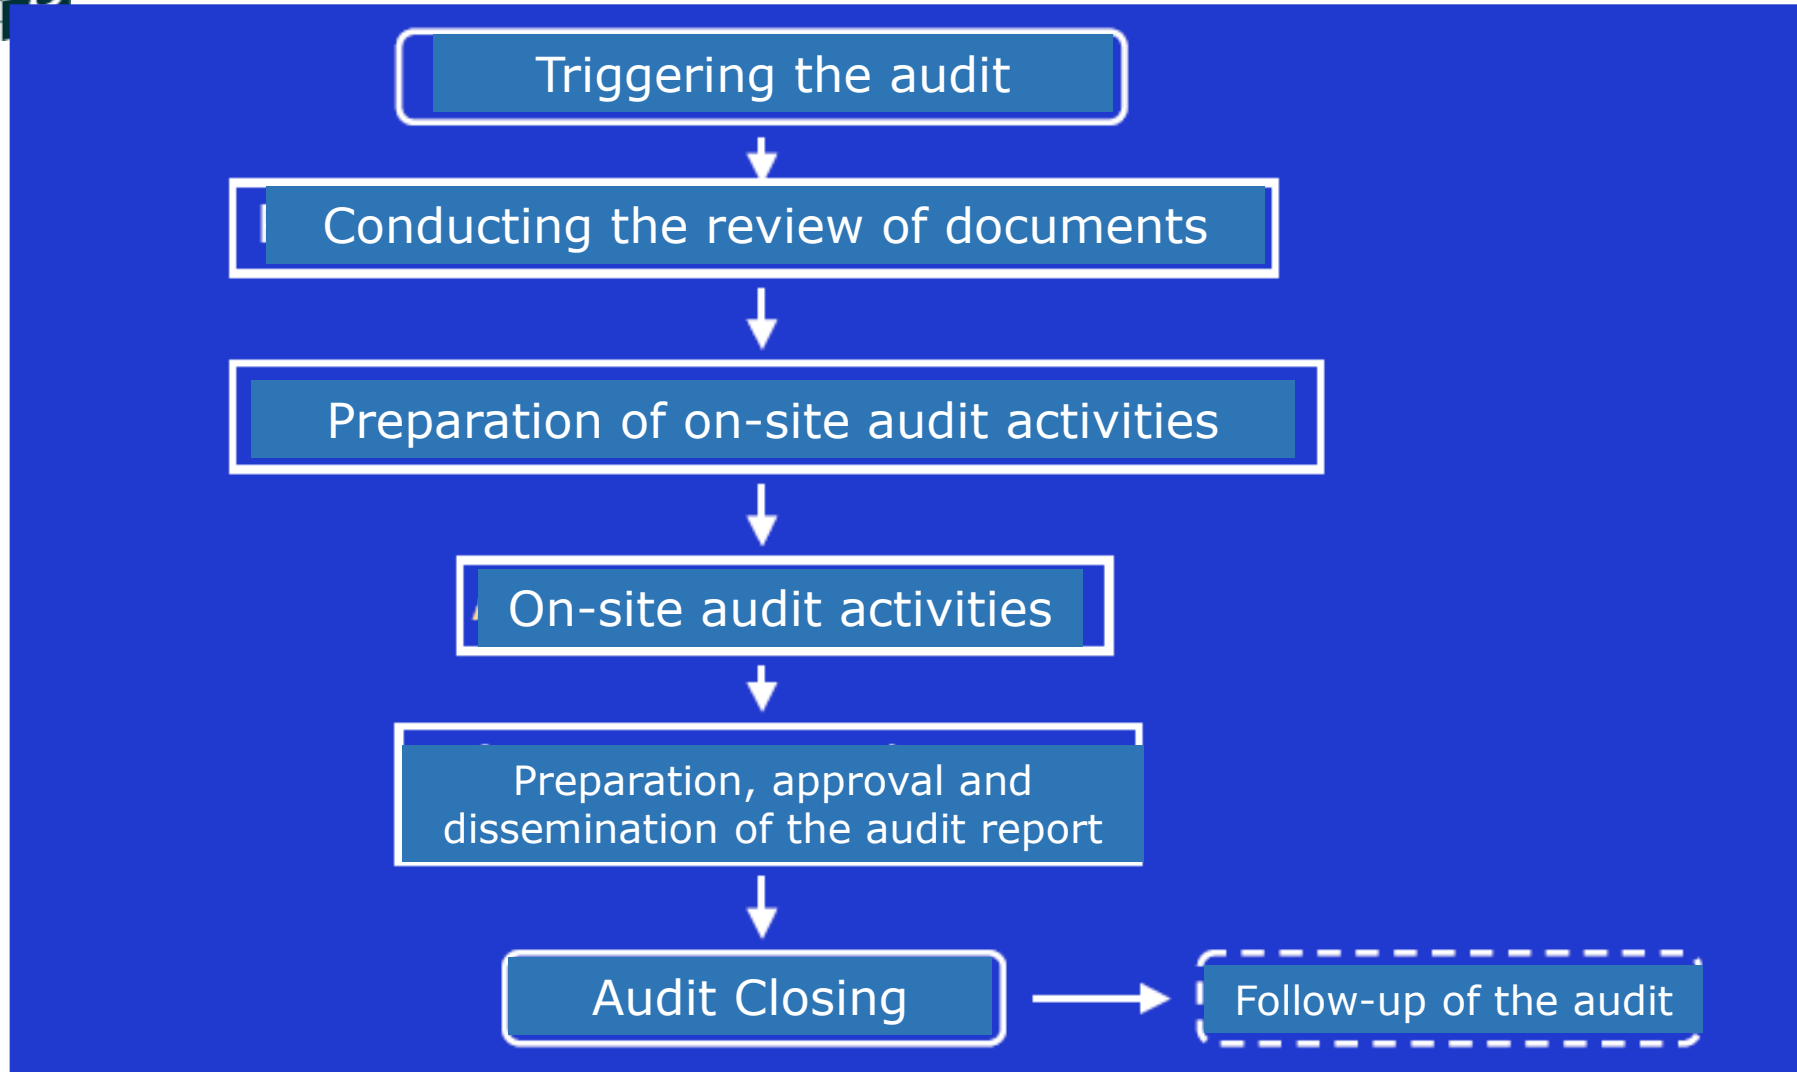 Triggering the audit
Conducting the review of documents
Preparation of on-site audit activities
On-site audit activities
Preparation, approval and
dissemination of the audit report
Audit Closing
Follow-up of the audit